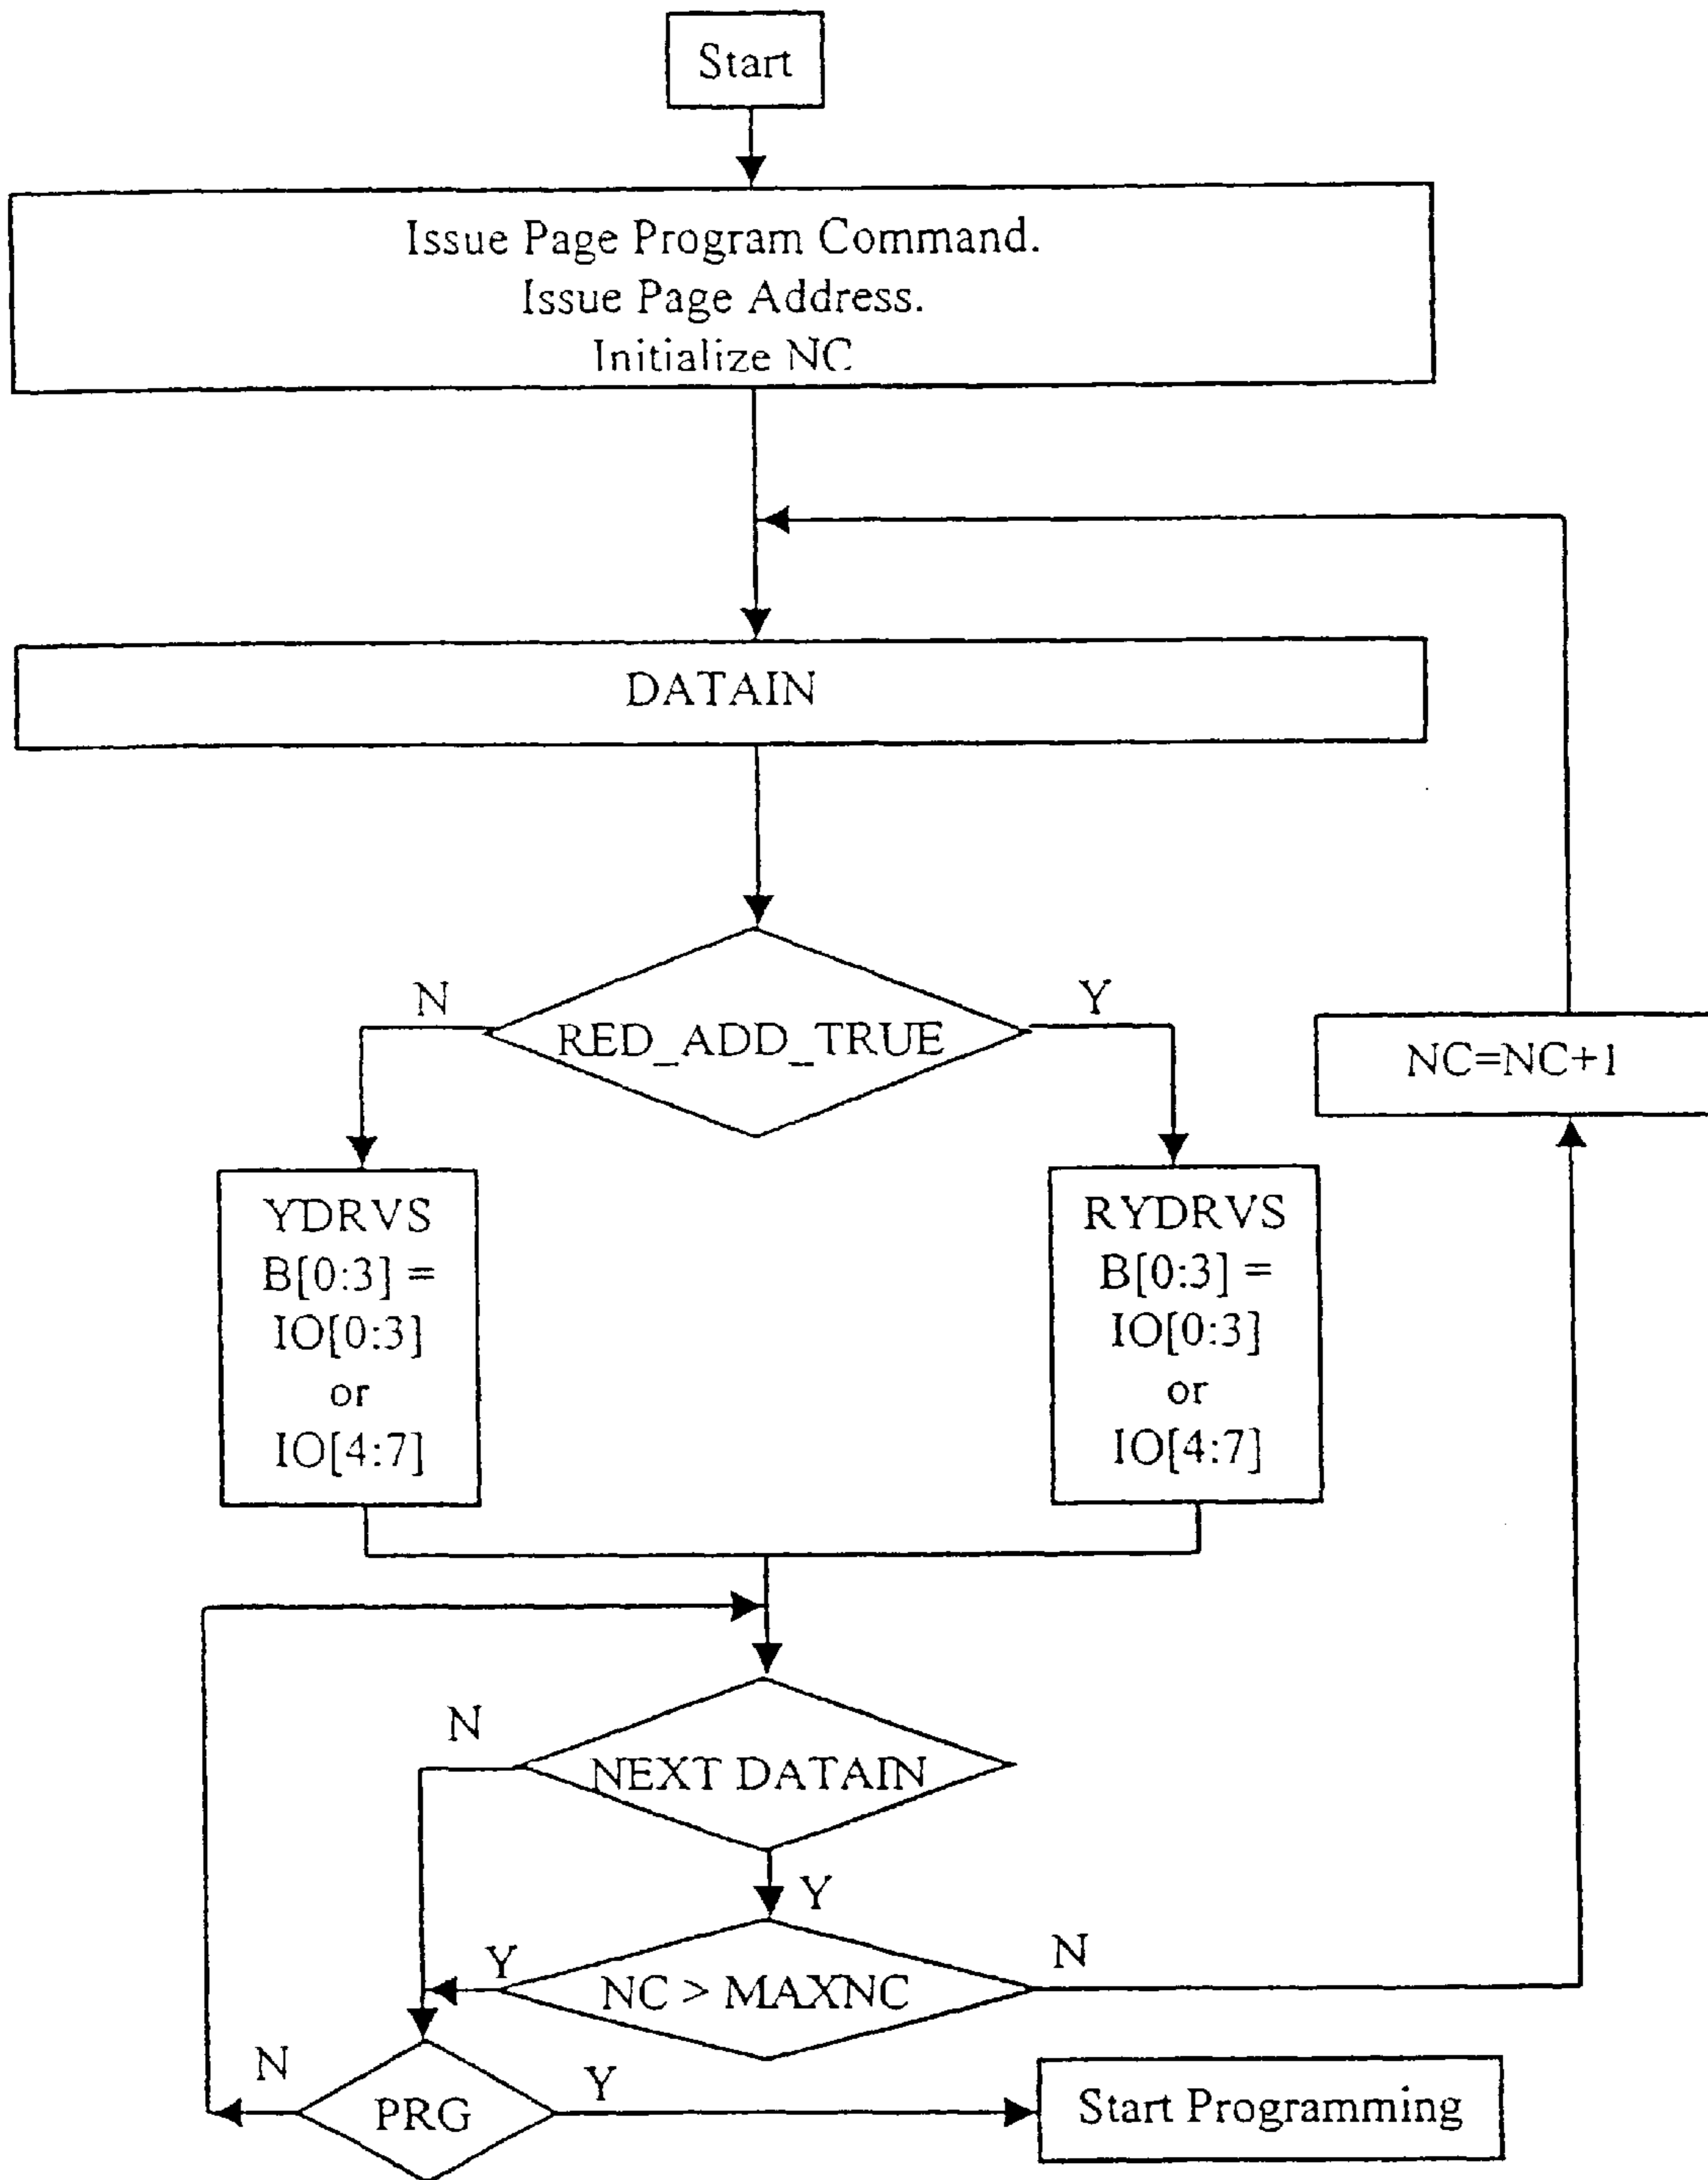 Start
Issue Page Program Command.
Issue Page Address.
Initialize NC
DATAIN
N
Y
RED_ADD_TRUE
NC=NC+1
YDRVS
B[0:3] =
IO[0:3]
or
IO[4:7]
RYDRVS
B[0:3] =
IO[0:3]
or
IO[4:7]
N
NEXT DATAIN
Y
Y
N
NC > MAXNC
N
Y
PRG
Start Programming